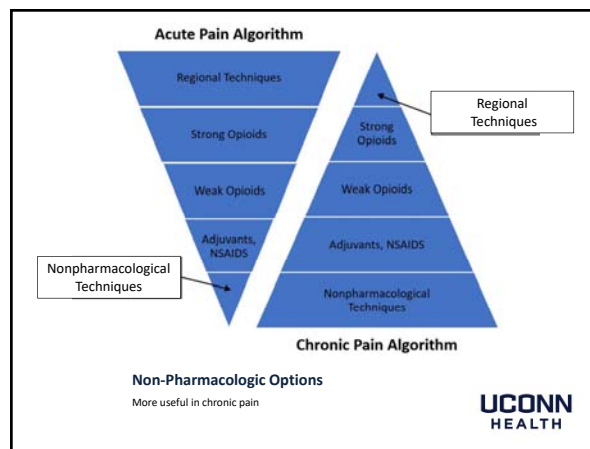 Acute Pain Algorithm
Regional Techniques
Strong Opioids
Weak Opioids
Adjuvants,
NSAIDS
Nonpharmacological
Techniques
Regional
Techniques
Strong
Opioids
Weak Opioids
Adjuvants, NSAIDS
Nonpharmacological
Techniques
Chronic Pain Algorithm
Non-Pharmacologic Options
More useful in chronic pain
UCONN
HEALTH